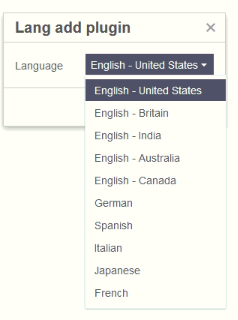 Lang add plugin
Language
English - United States
English - United States
English - Britain
English - India
English - Australia
English - Canada
German
Spanish
Italian
Japanese
French